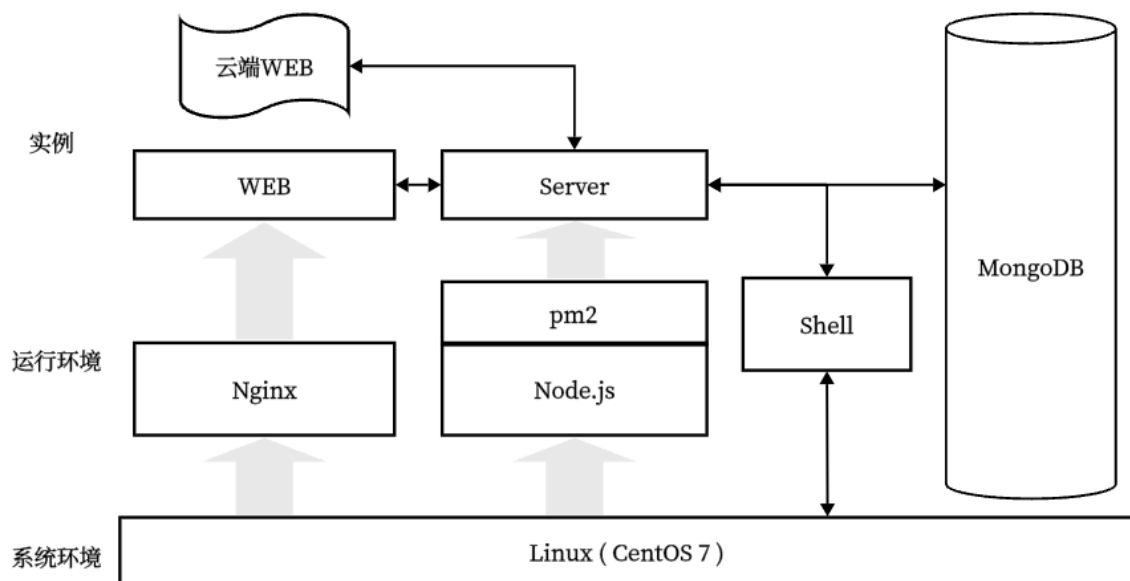 云端WEB
实例
WEB
Server
MongoDB
pm2
Shell
运行环境
Nginx
Node.js
系统环境
Linux ( CentOS 7 )